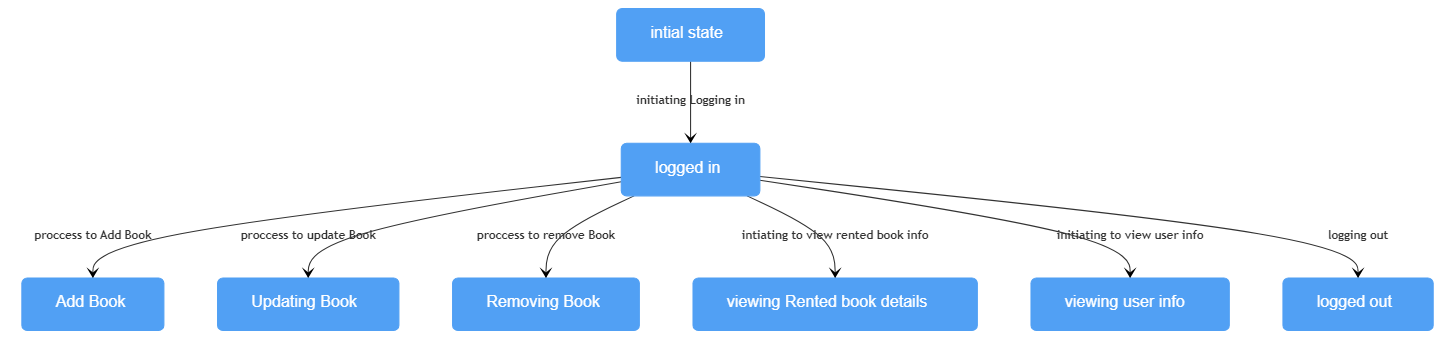 intial state
initiating Logging in
logged in
proccess to Add Book
proccess to update Book
proccess to remove Book
intiating to view rented book info
initiating to view user info
logging out
Add Book
Updating Book
Removing Book
viewing Rented book details
viewing user info
logged out